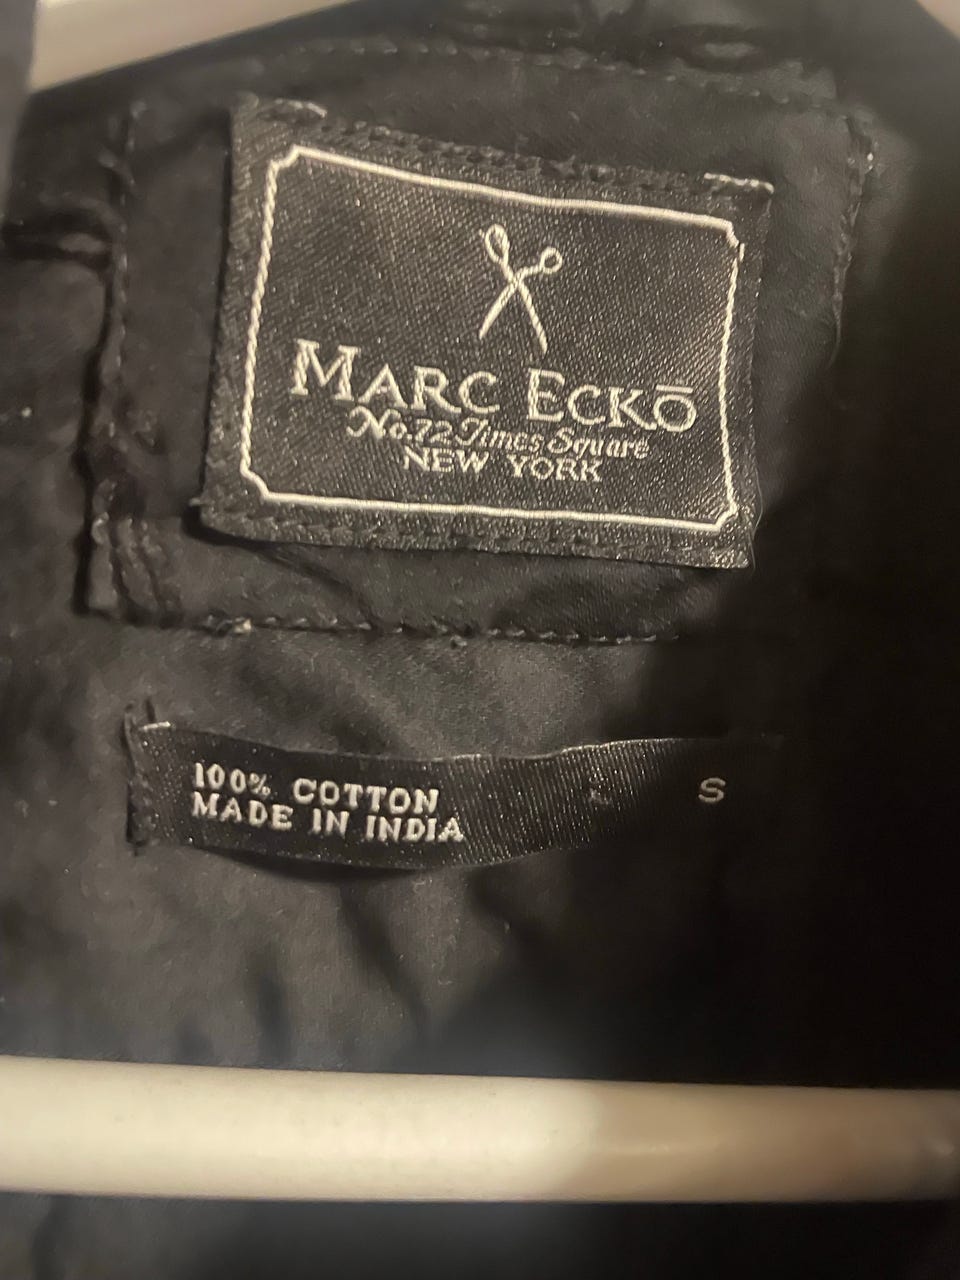 MARC ECKŌ
No.72 Times Square
NEW YORK
100% COTTON
MADE IN INDIA
S